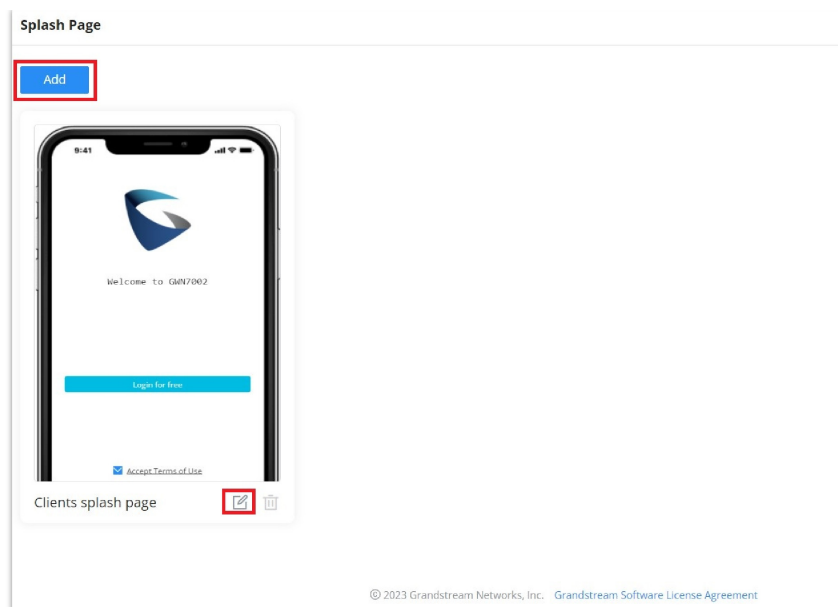 Splash Page
Add
9:41
Welcome to GWN7002
Login for free
Accept Terms of Use
Clients splash page
© 2023 Grandstream Networks, Inc. Grandstream Software License Agreement